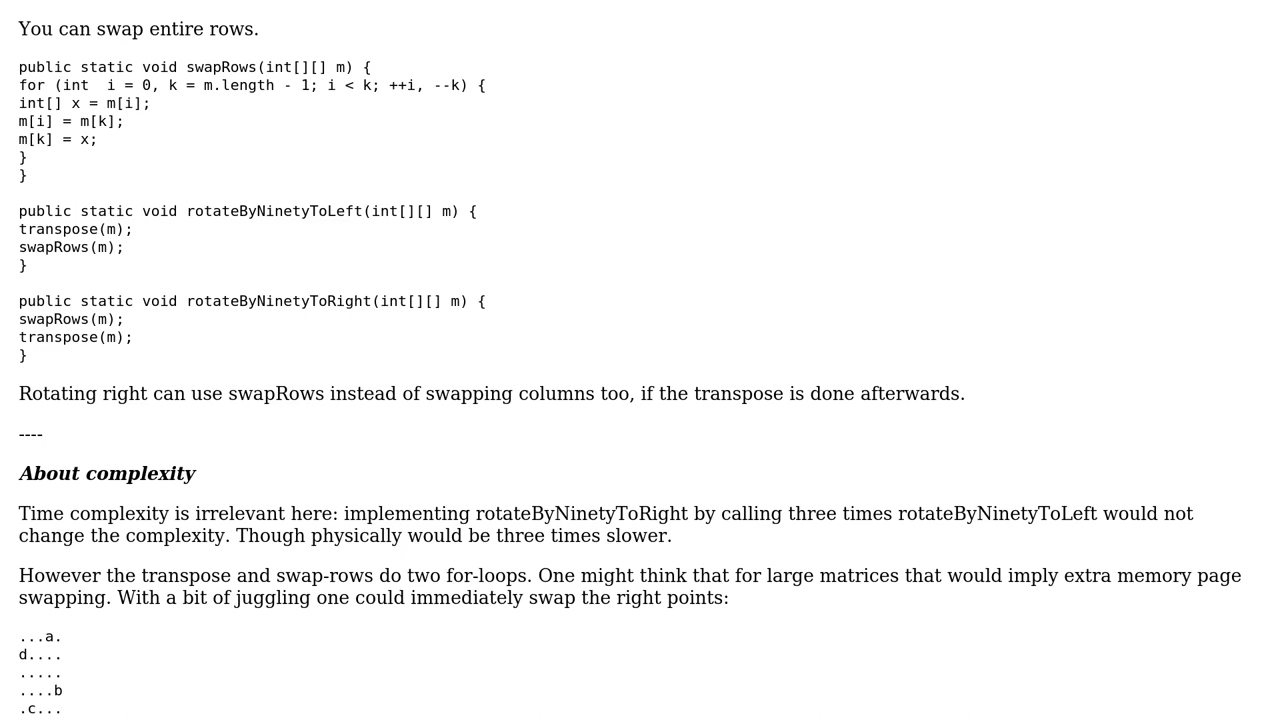 You can swap entire rows.
public static void swapRows(int[][] m) {
for (int  i = 0, k = m.length - 1; i < k; ++i, --k) {
int[] x = m[i];
m[i] = m[k];
m[k] = x;
}
}
public static void rotateByNinetyToLeft(int[][] m) {
transpose(m);
swapRows(m);
}
public static void rotateByNinetyToRight(int[][] m) {
swapRows(m);
transpose(m);
}
Rotating right can use swapRows instead of swapping columns too, if the transpose is done afterwards.
----
About complexity
Time complexity is irrelevant here: implementing rotateByNinetyToRight by calling three times rotateByNinetyToLeft would not
change the complexity. Though physically would be three times slower.
However the transpose and swap-rows do two for-loops. One might think that for large matrices that would imply extra memory page
swapping. With a bit of juggling one could immediately swap the right points:
...a.
d....
.....
....b
.c...